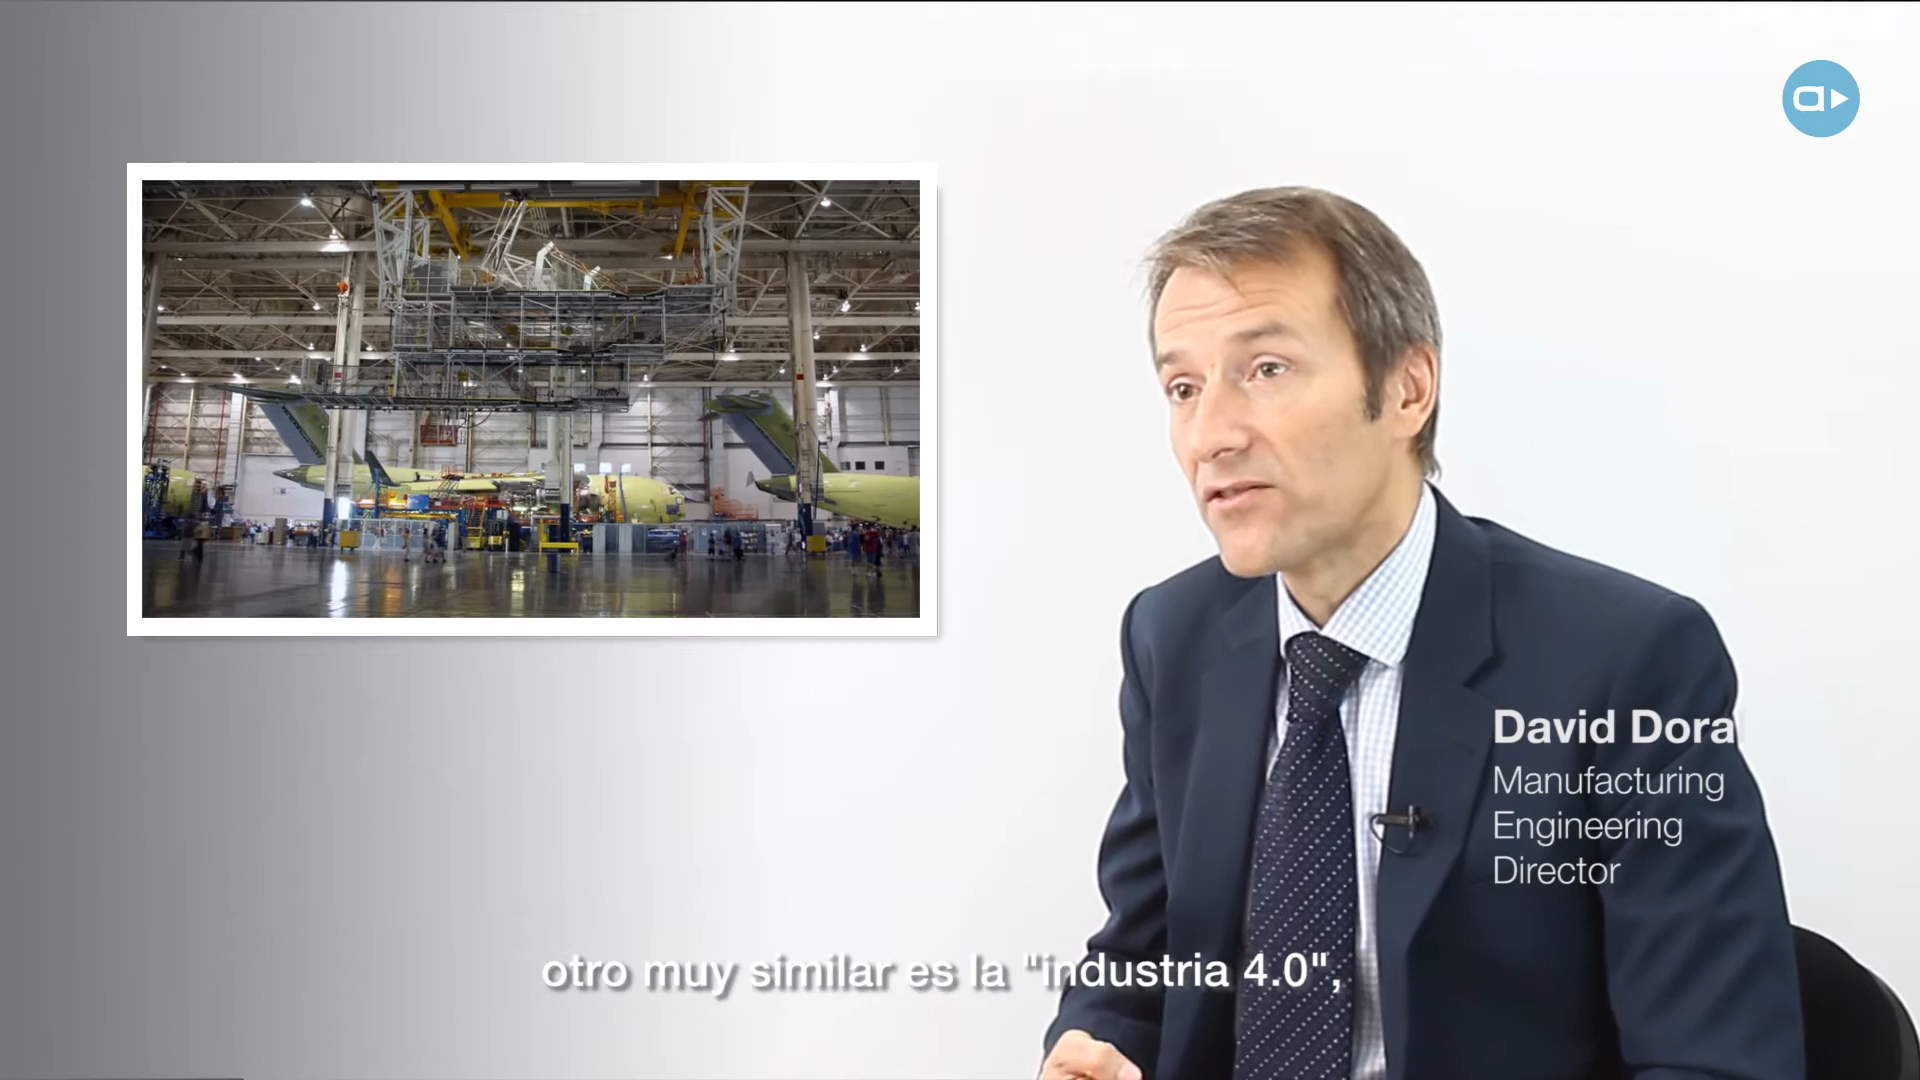 David Doral
Manufacturing
Engineering
Director
otro muy similar es la "industria 4.0",